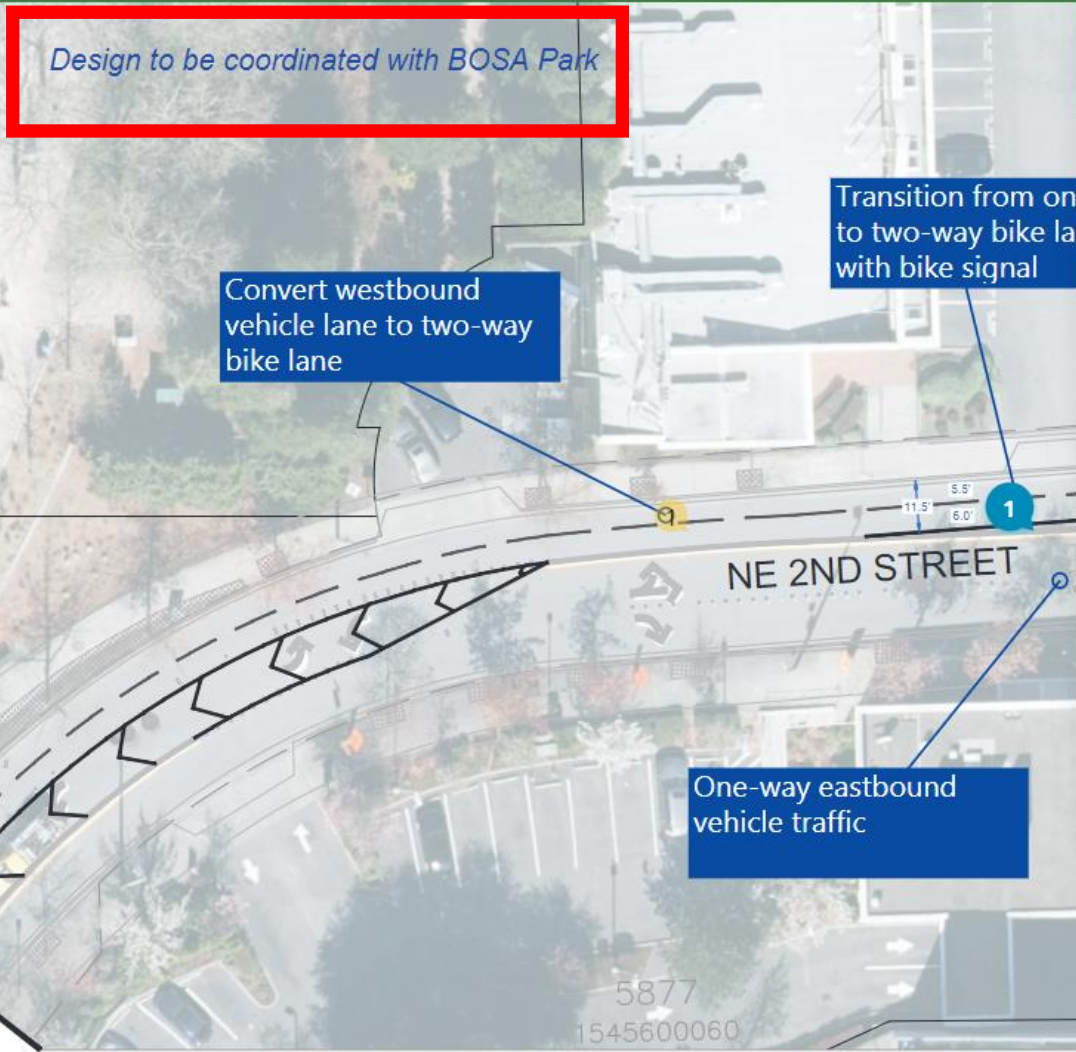 Design to be coordinated with BOSA Park
Transition from on
to two-way bike la
with bike signal
Convert westbound
vehicle lane to two-way
bike lane
5.5'
11.5'
6.0'
1
NE 2ND STREET
One-way eastbound
vehicle traffic
5877
1545600060